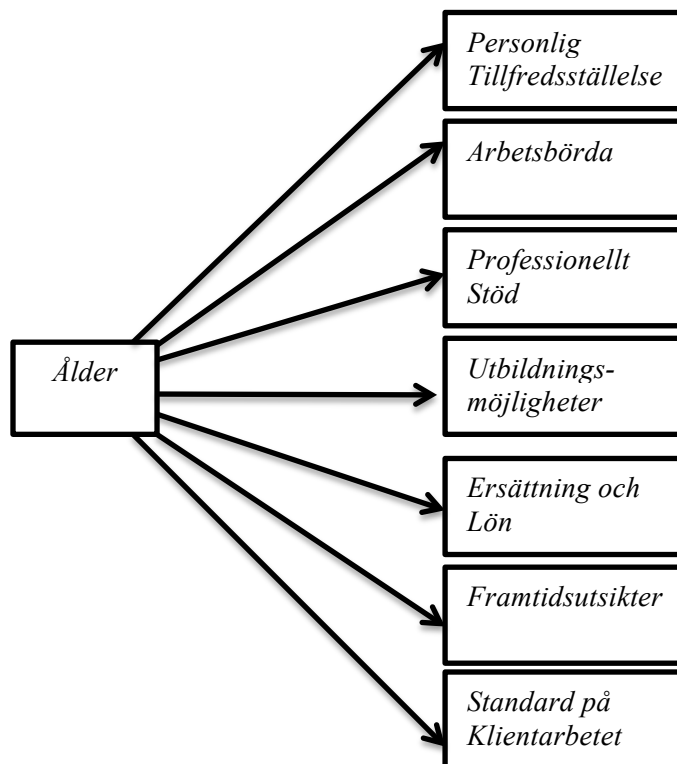 Personlig
Tillfredsställelse
Arbetsbörda
Professionellt
Stöd
Ålder
Utbildnings-
möjligheter
Ersättning och
Lön
Framtidsutsikter
Standard på
Klientarbetet